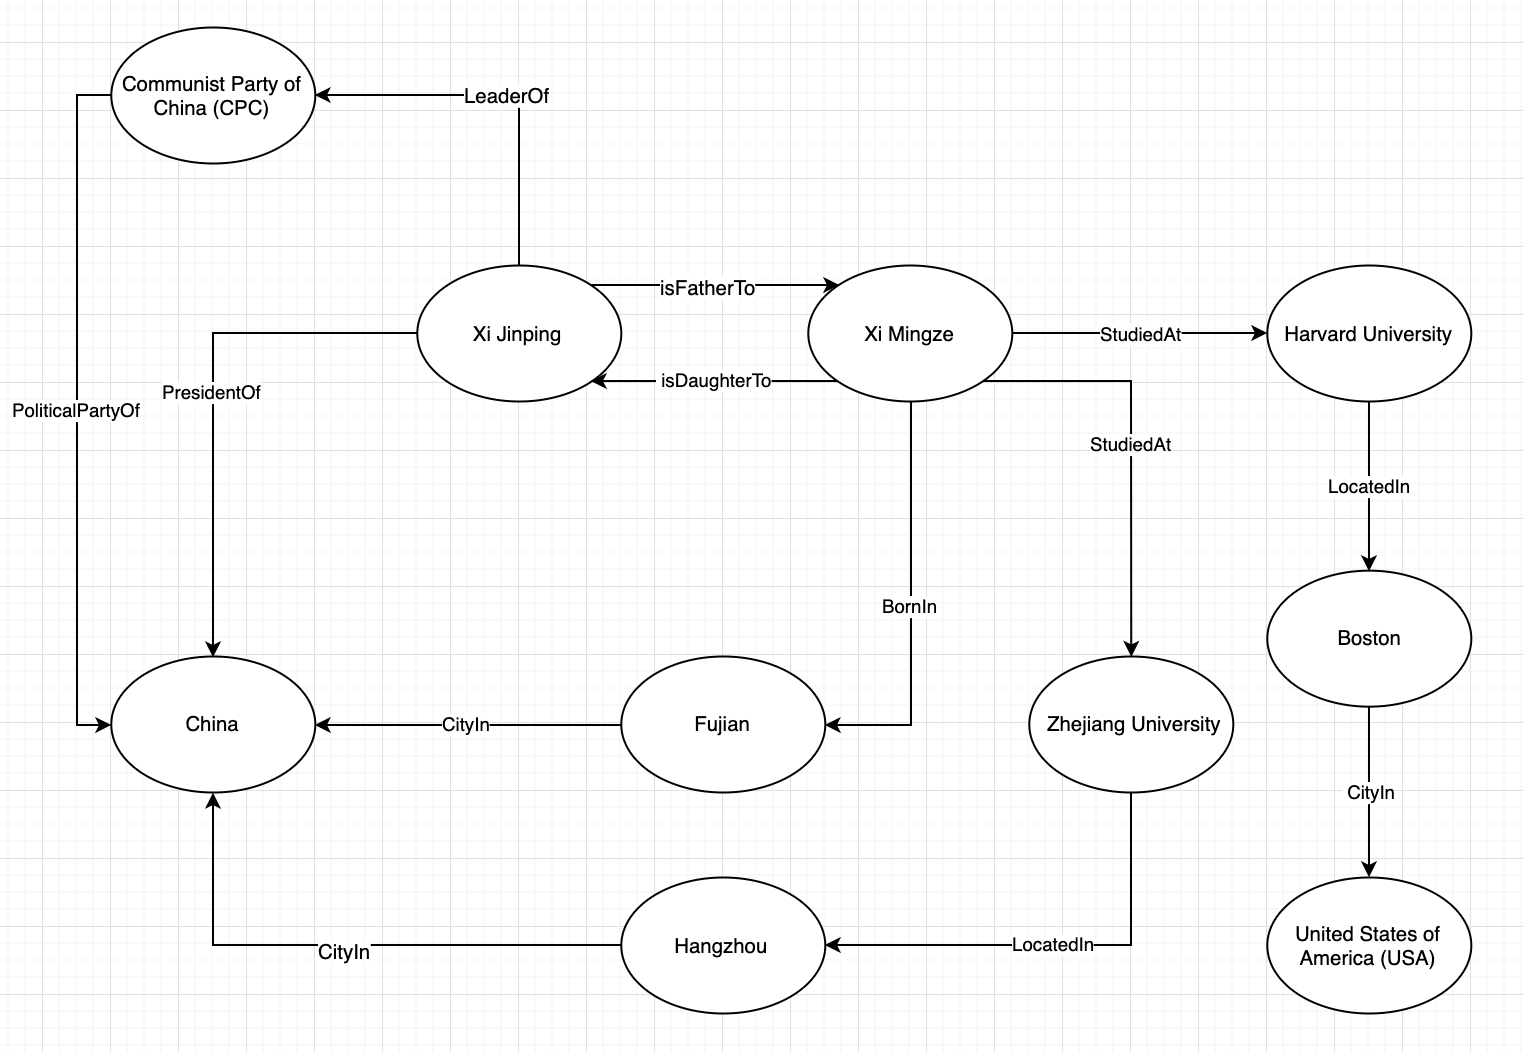 Communist Party of
China (CPC)
LeaderOf
isFatherTo
Xi Jinping
Xi Mingze
StudiedAt
Harvard University
isDaughterTo
PresidentOf
PoliticalPartyOf
StudiedAt
LocatedIn
BornIn
Boston
China
CityIn
Fujian
Zhejiang University
CityIn
United States of
America (USA)
Hangzhou
LocatedIn
CityIn